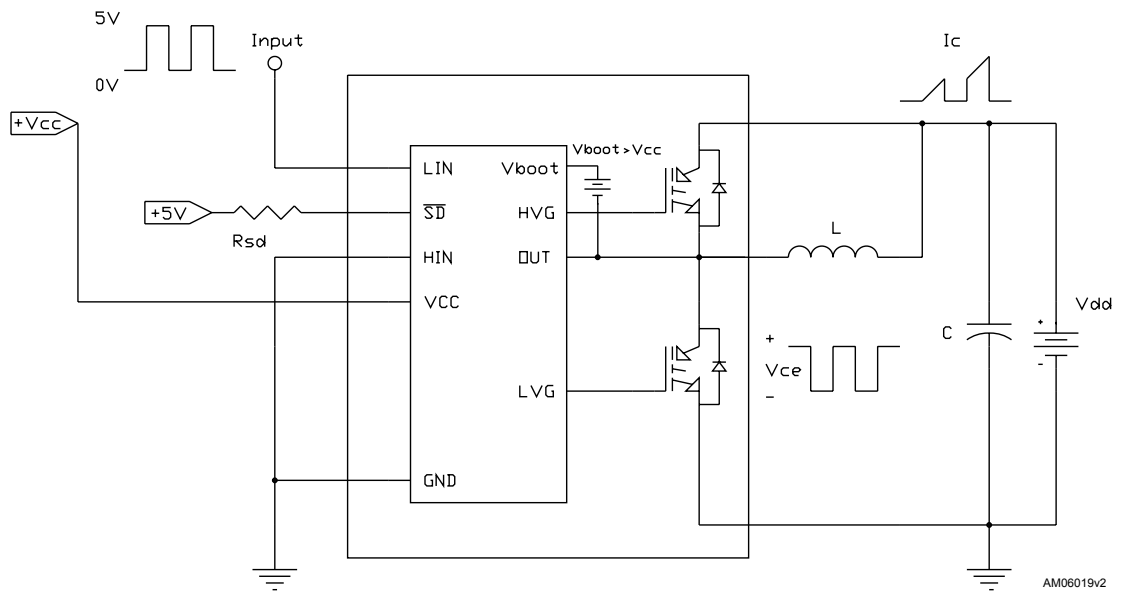 5V
Input
0V
Ic
+Vcc
Vboot>Vcc
LIN
Vboot
+5V
SD
HVG
Rsd
L
HIN
OUT
VCC
Vdd
+
C
+
-
Vce
-
LVG
GND
AM06019v2